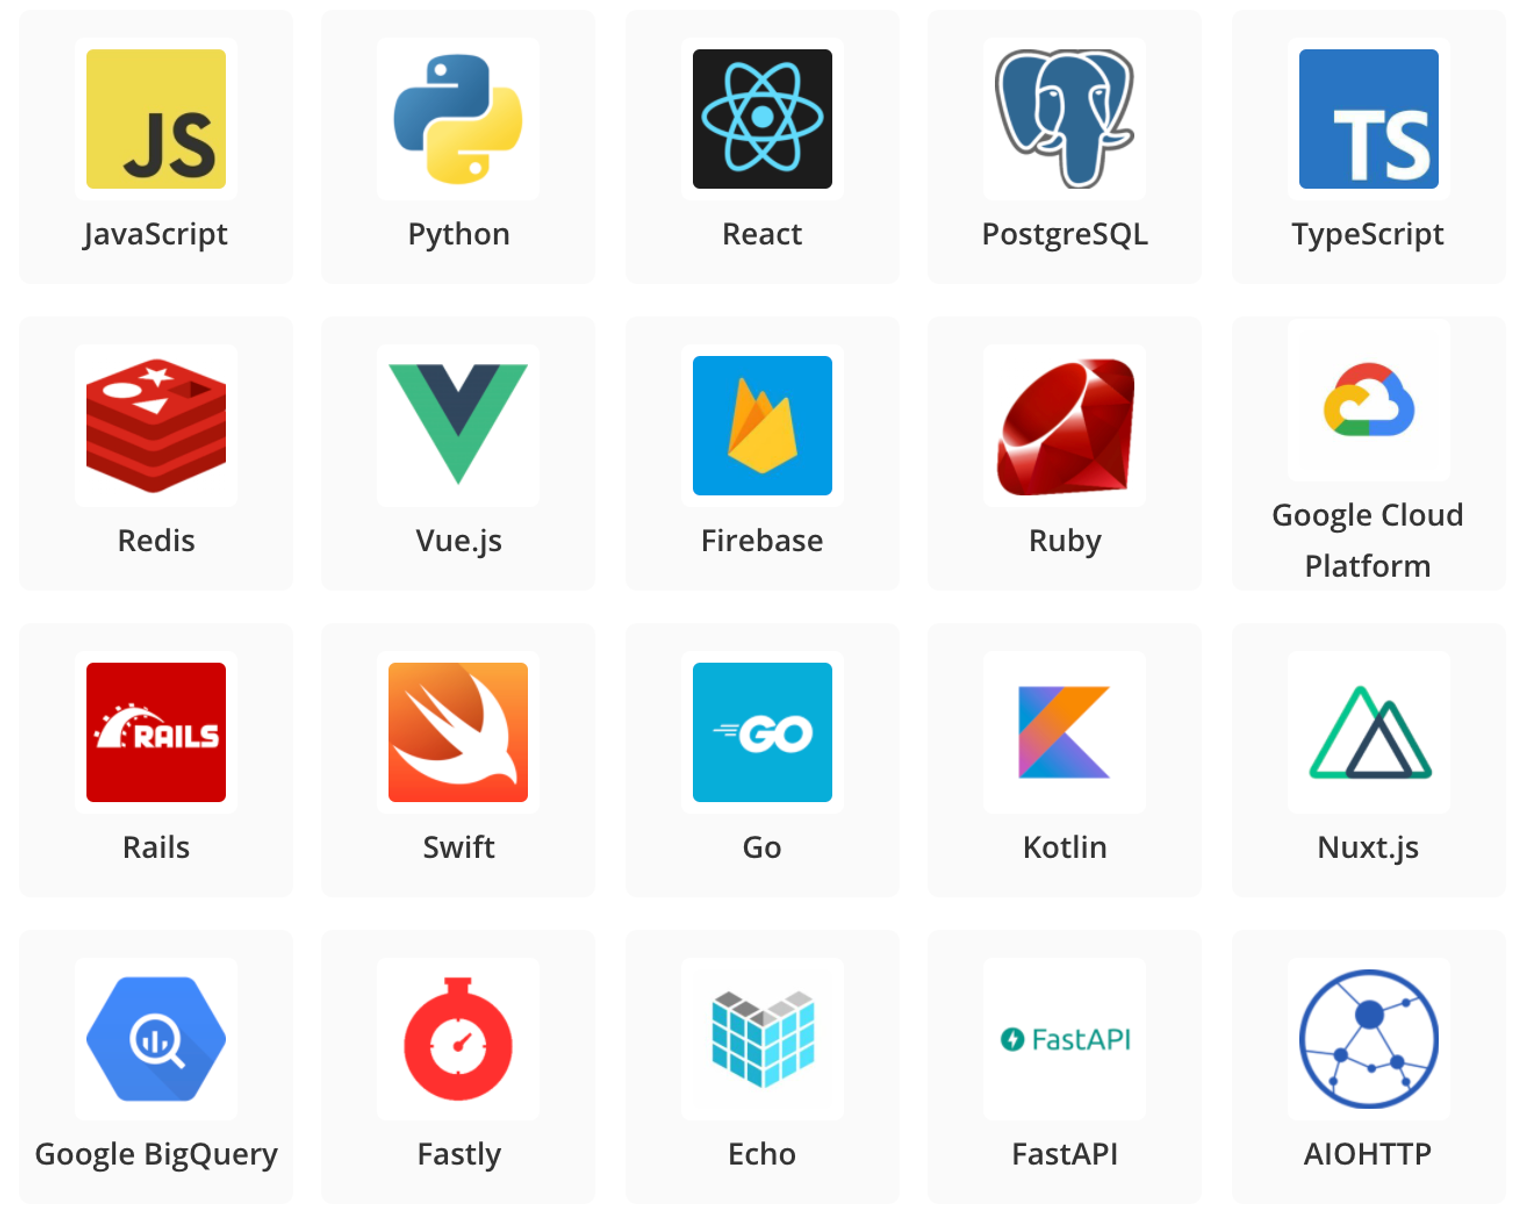 JS
JavaScript
Python
React
PostgreSQL
TS
TypeScript
Redis
Vue.js
Firebase
Ruby
Google Cloud
Platform
RAILS
Rails
Swift
GO
Go
Kotlin
Nuxt.js
Google BigQuery
Fastly
Echo
FastAPI
FastAPI
AIOHTTP